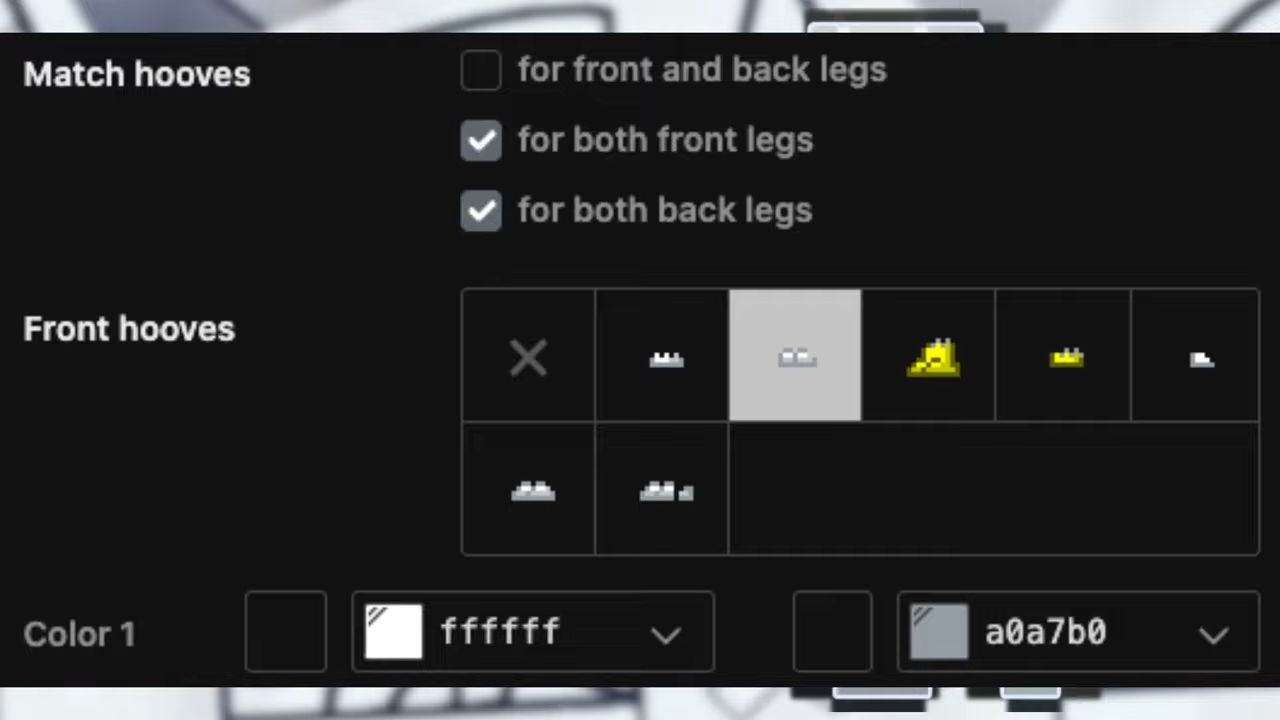 Match hooves
for front and back legs
for both front legs
for both back legs
Front hooves
Color 1
ffffff
a0a7b0